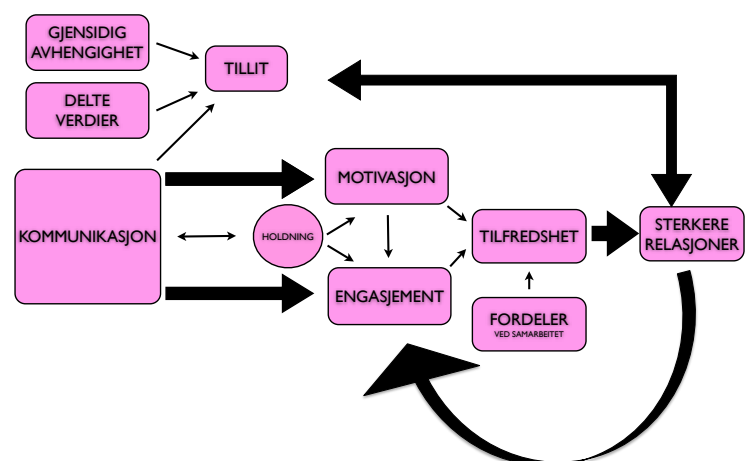 GJENSIDIG
AVHENGIGHET
TILLIT
DELTE
VERDIER
KOMMUNIKASJON
HOLDNING
MOTIVASJON
ENGASJEMENT
TILFREDSHET
FORDELER
VED SAMARBEITET
STERKERE
RELASJONER